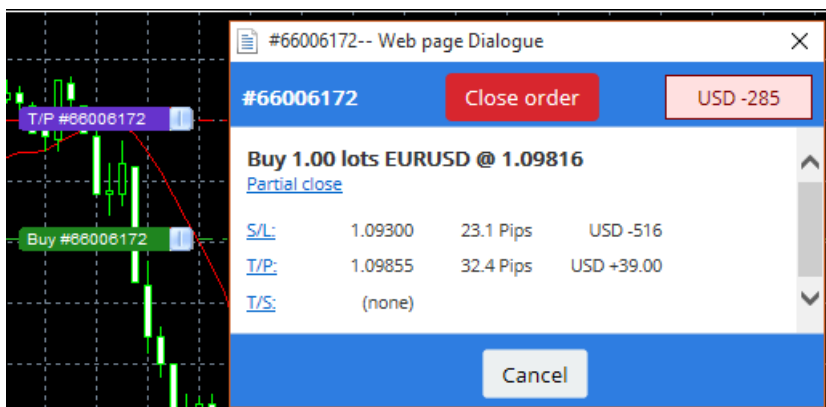 #66006172-- Web page Dialogue
#66006172 Close order USD -285
T/P #66006172
Buy 1.00 lots EURUSD @ 1.09816
Partial close
Buy #66006172
S/L: 1.09300 23.1 Pips USD -516
T/P: 1.09855 32.4 Pips USD +39.00
T/S: (none)
Cancel